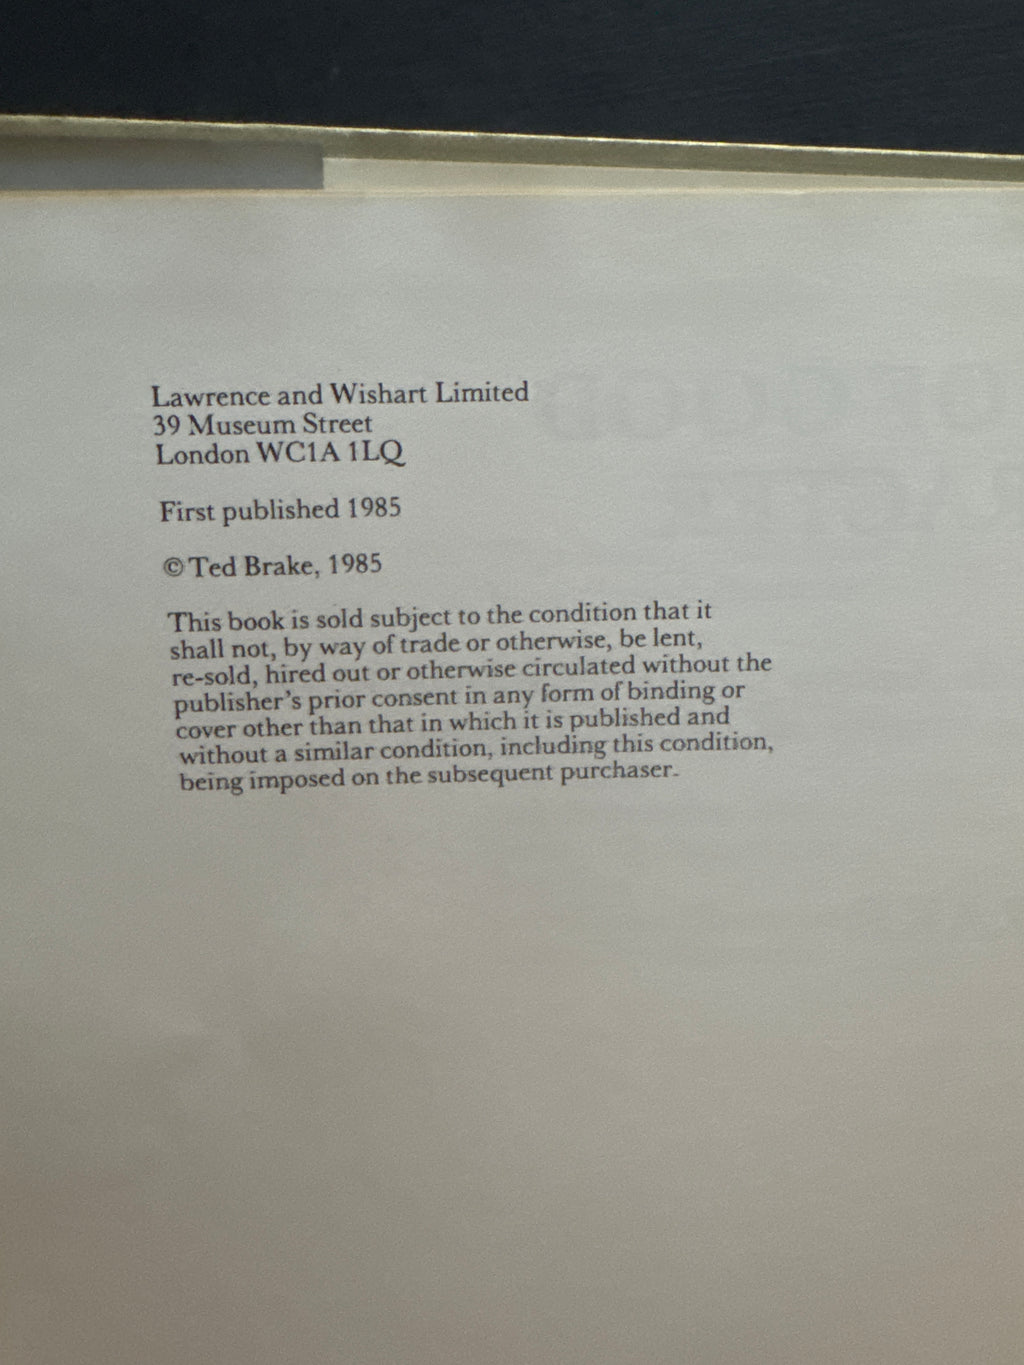 Lawrence and Wishart Limited
39 Museum Street
London WC1A 1LQ
First published 1985
© Ted Brake, 1985
This book is sold subject to the condition that it
shall not, by way of trade or otherwise, be lent,
re-sold, hired out or otherwise circulated without the
publisher's prior consent in any form of binding or
cover other than that in which it is published and
without a similar condition, including this condition,
being imposed on the subsequent purchaser.